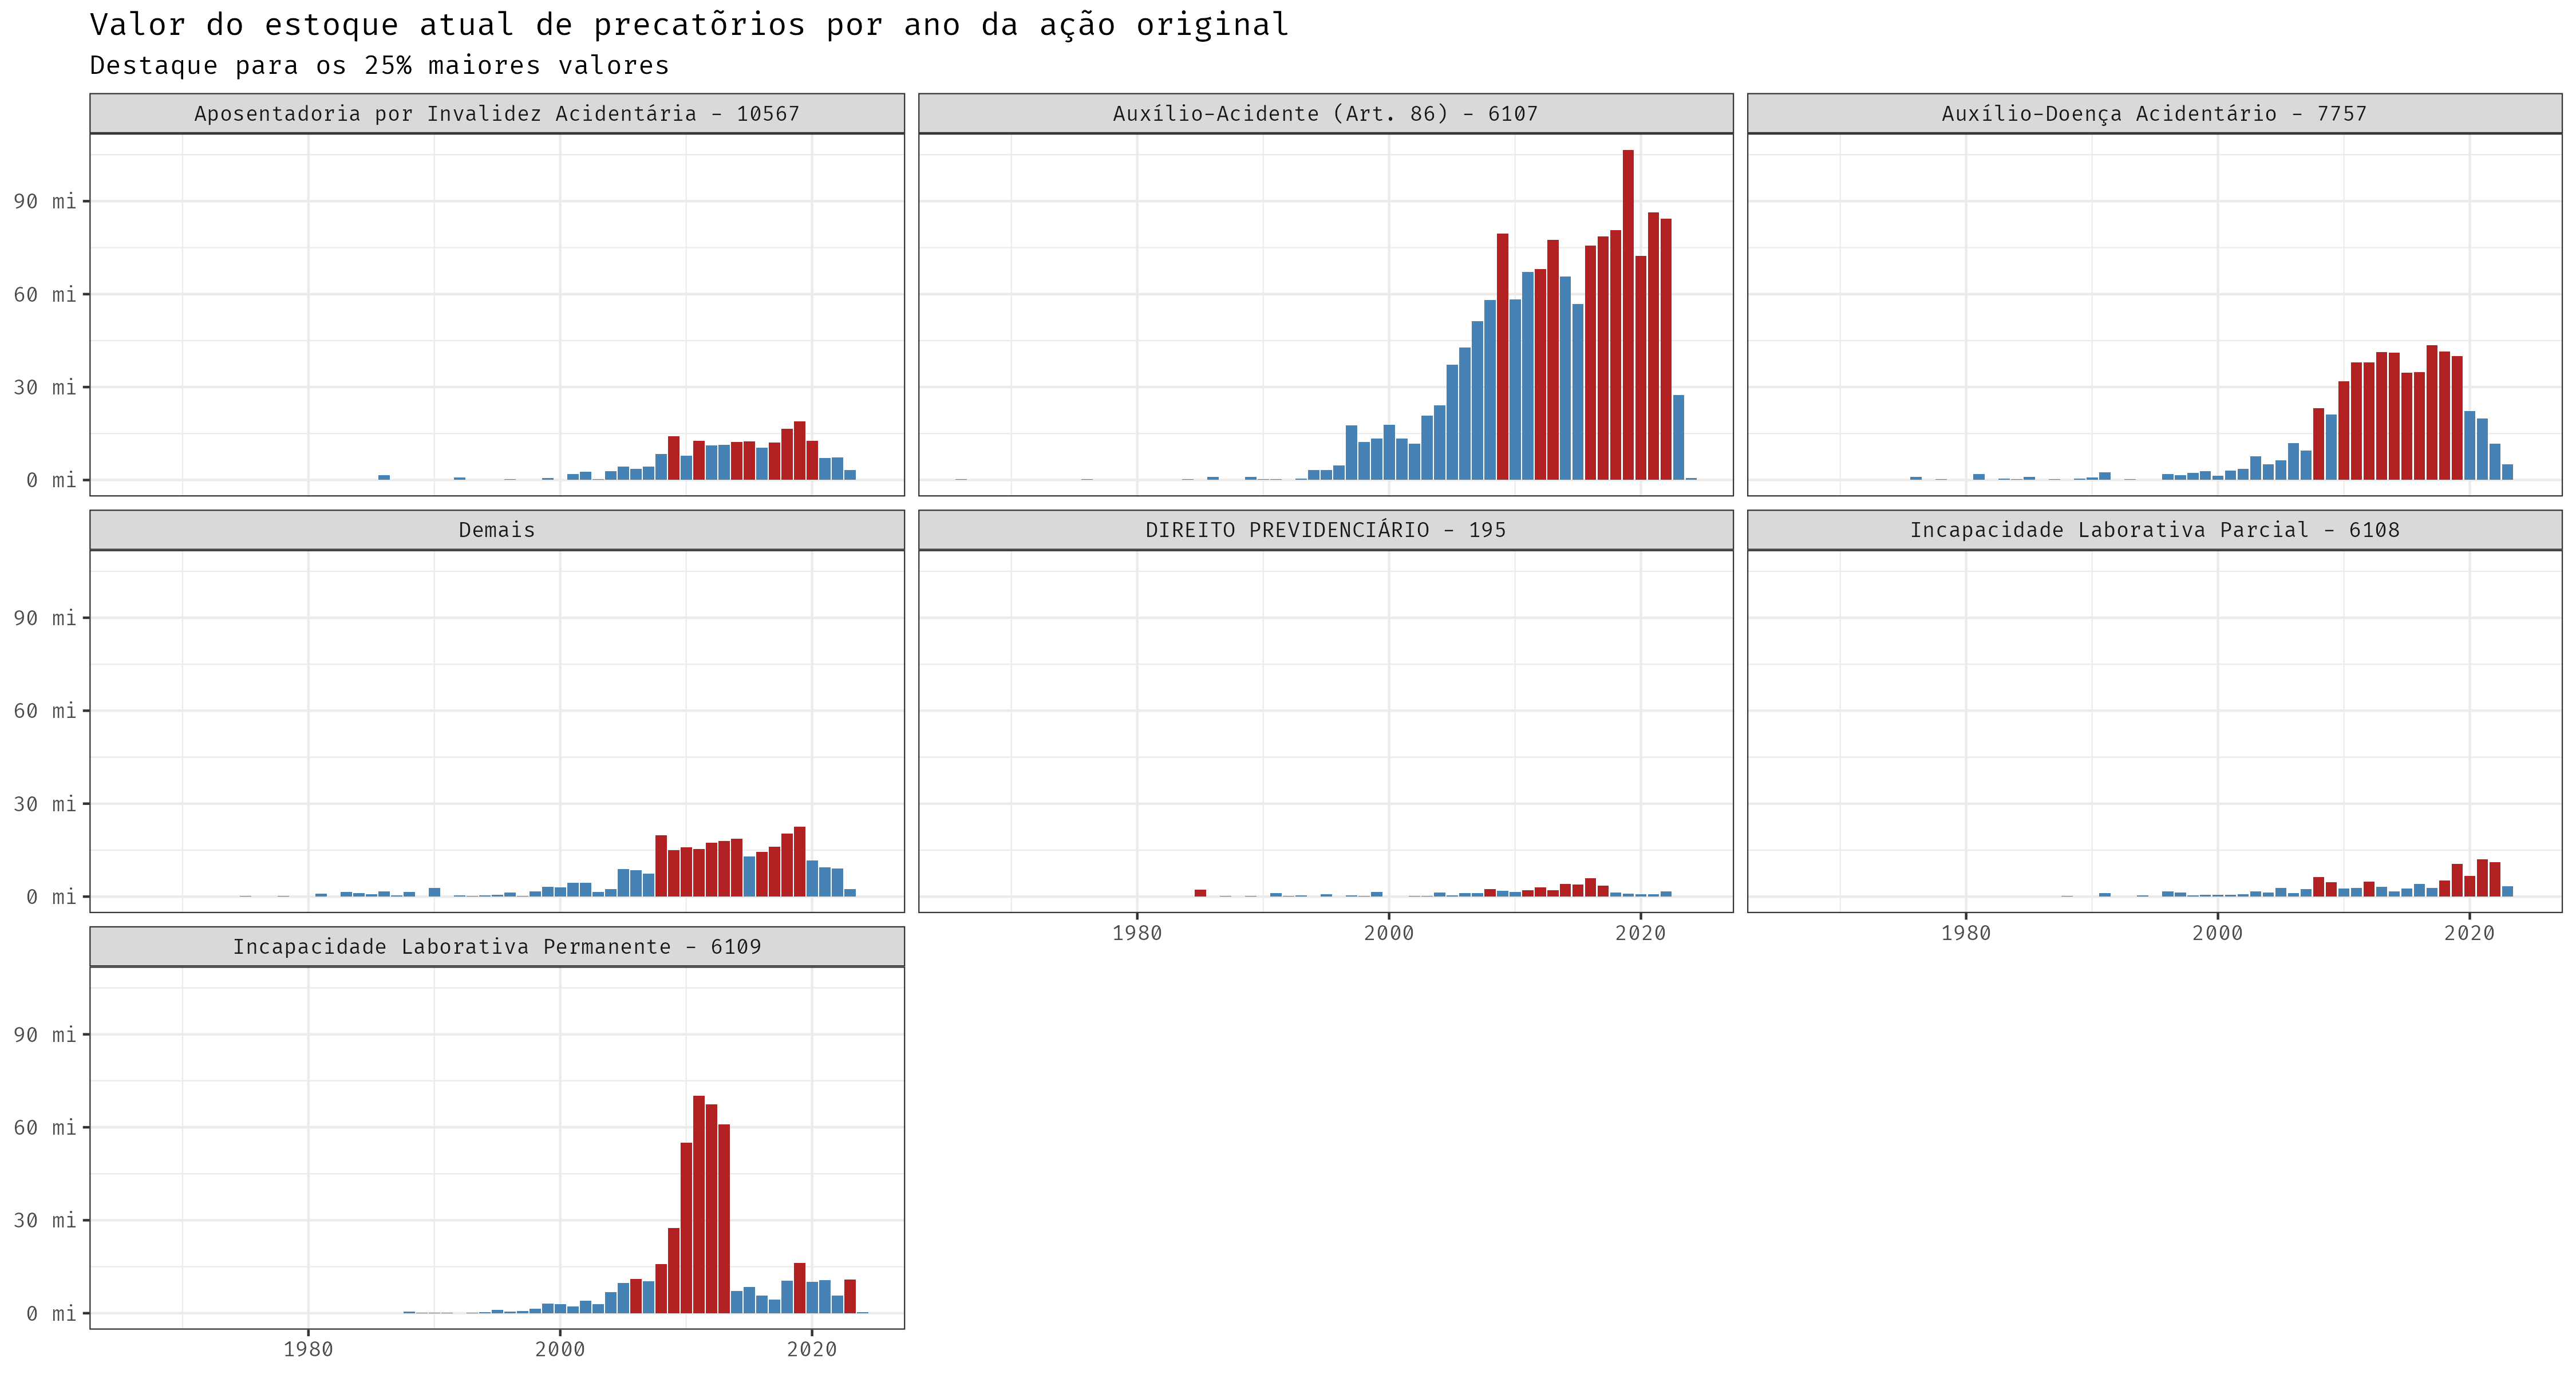 Valor do estoque atual de precatõrios por ano da ação original
Destaque para os 25% maiores valores
Aposentadoria por Invalidez Acidentária - 10567
Auxílio-Acidente (Art. 86) - 6107
Auxílio-Doença Acidentário - 7757
90 mi
60 mi
30 mi
0 mi
Demais
DIREITO PREVIDENCIÁRIO - 195
Incapacidade Laborativa Parcial - 6108
90 mi
60 mi
30 mi
0 mi
1980 2000 2020
1980 2000 2020
Incapacidade Laborativa Permanente - 6109
90 mi
60 mi
30 mi
0 mi
1980 2000 2020